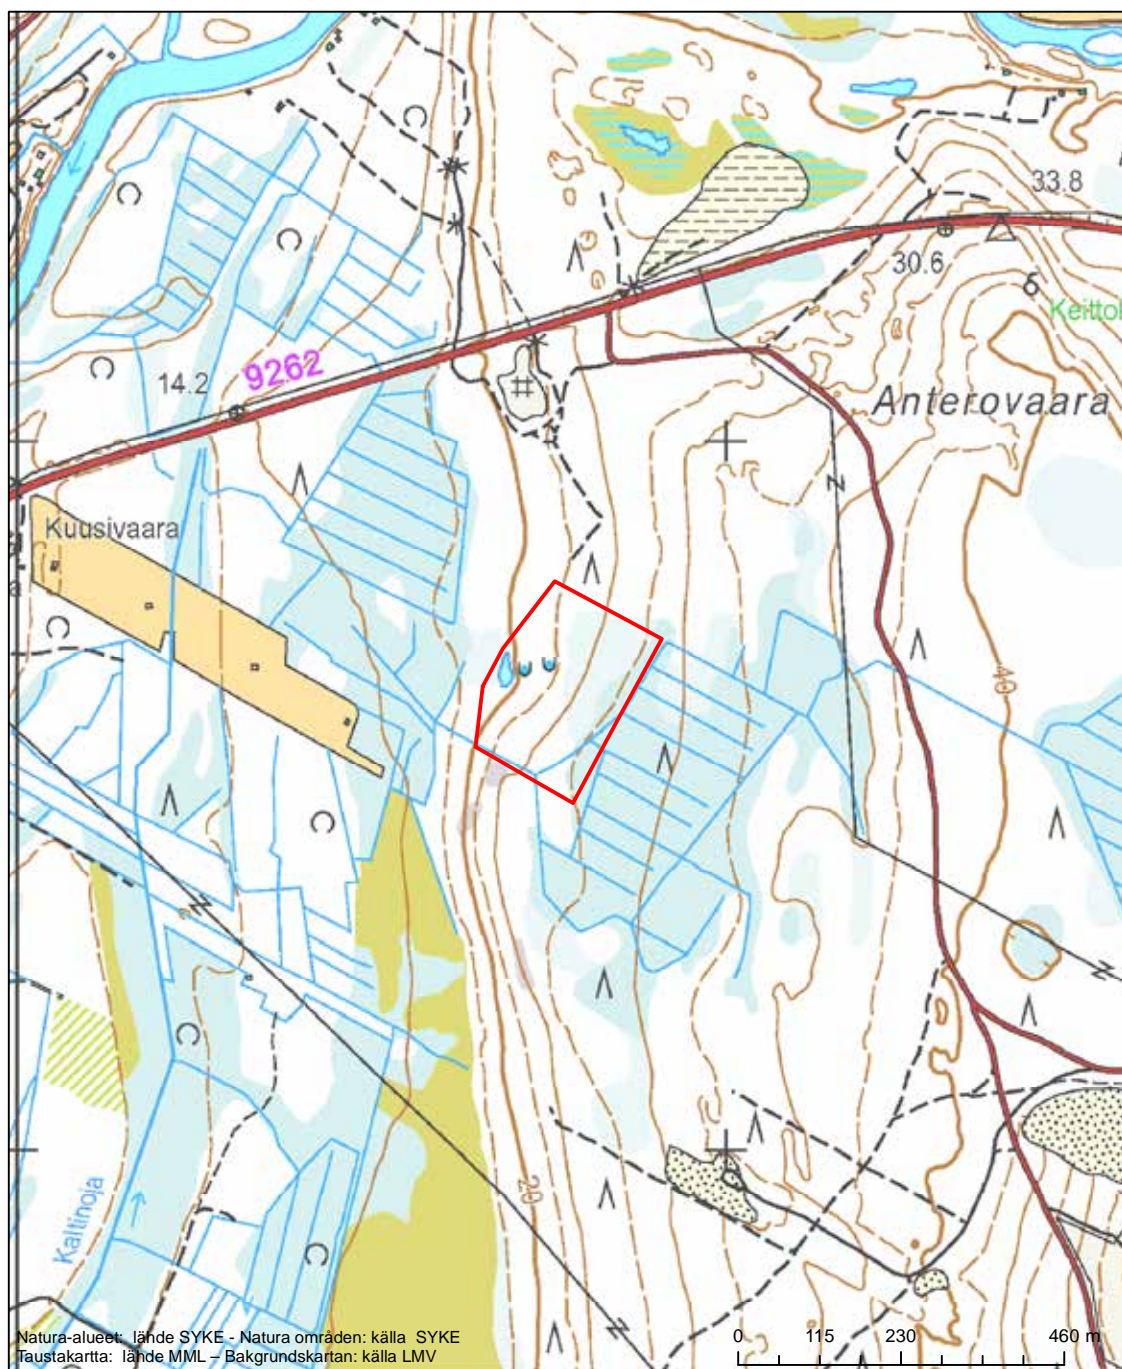 33.8
30.6
Keittol
9262
14.2
Anterovaara
Kuusivaara
a
40
20
Kaltinoja
Natura-alueet: lähde SYKE - Natura områden: källa SYKE
Taustakartta: lähde MML – Bakgrundskartan: källa LMV
0 115 230 460 m